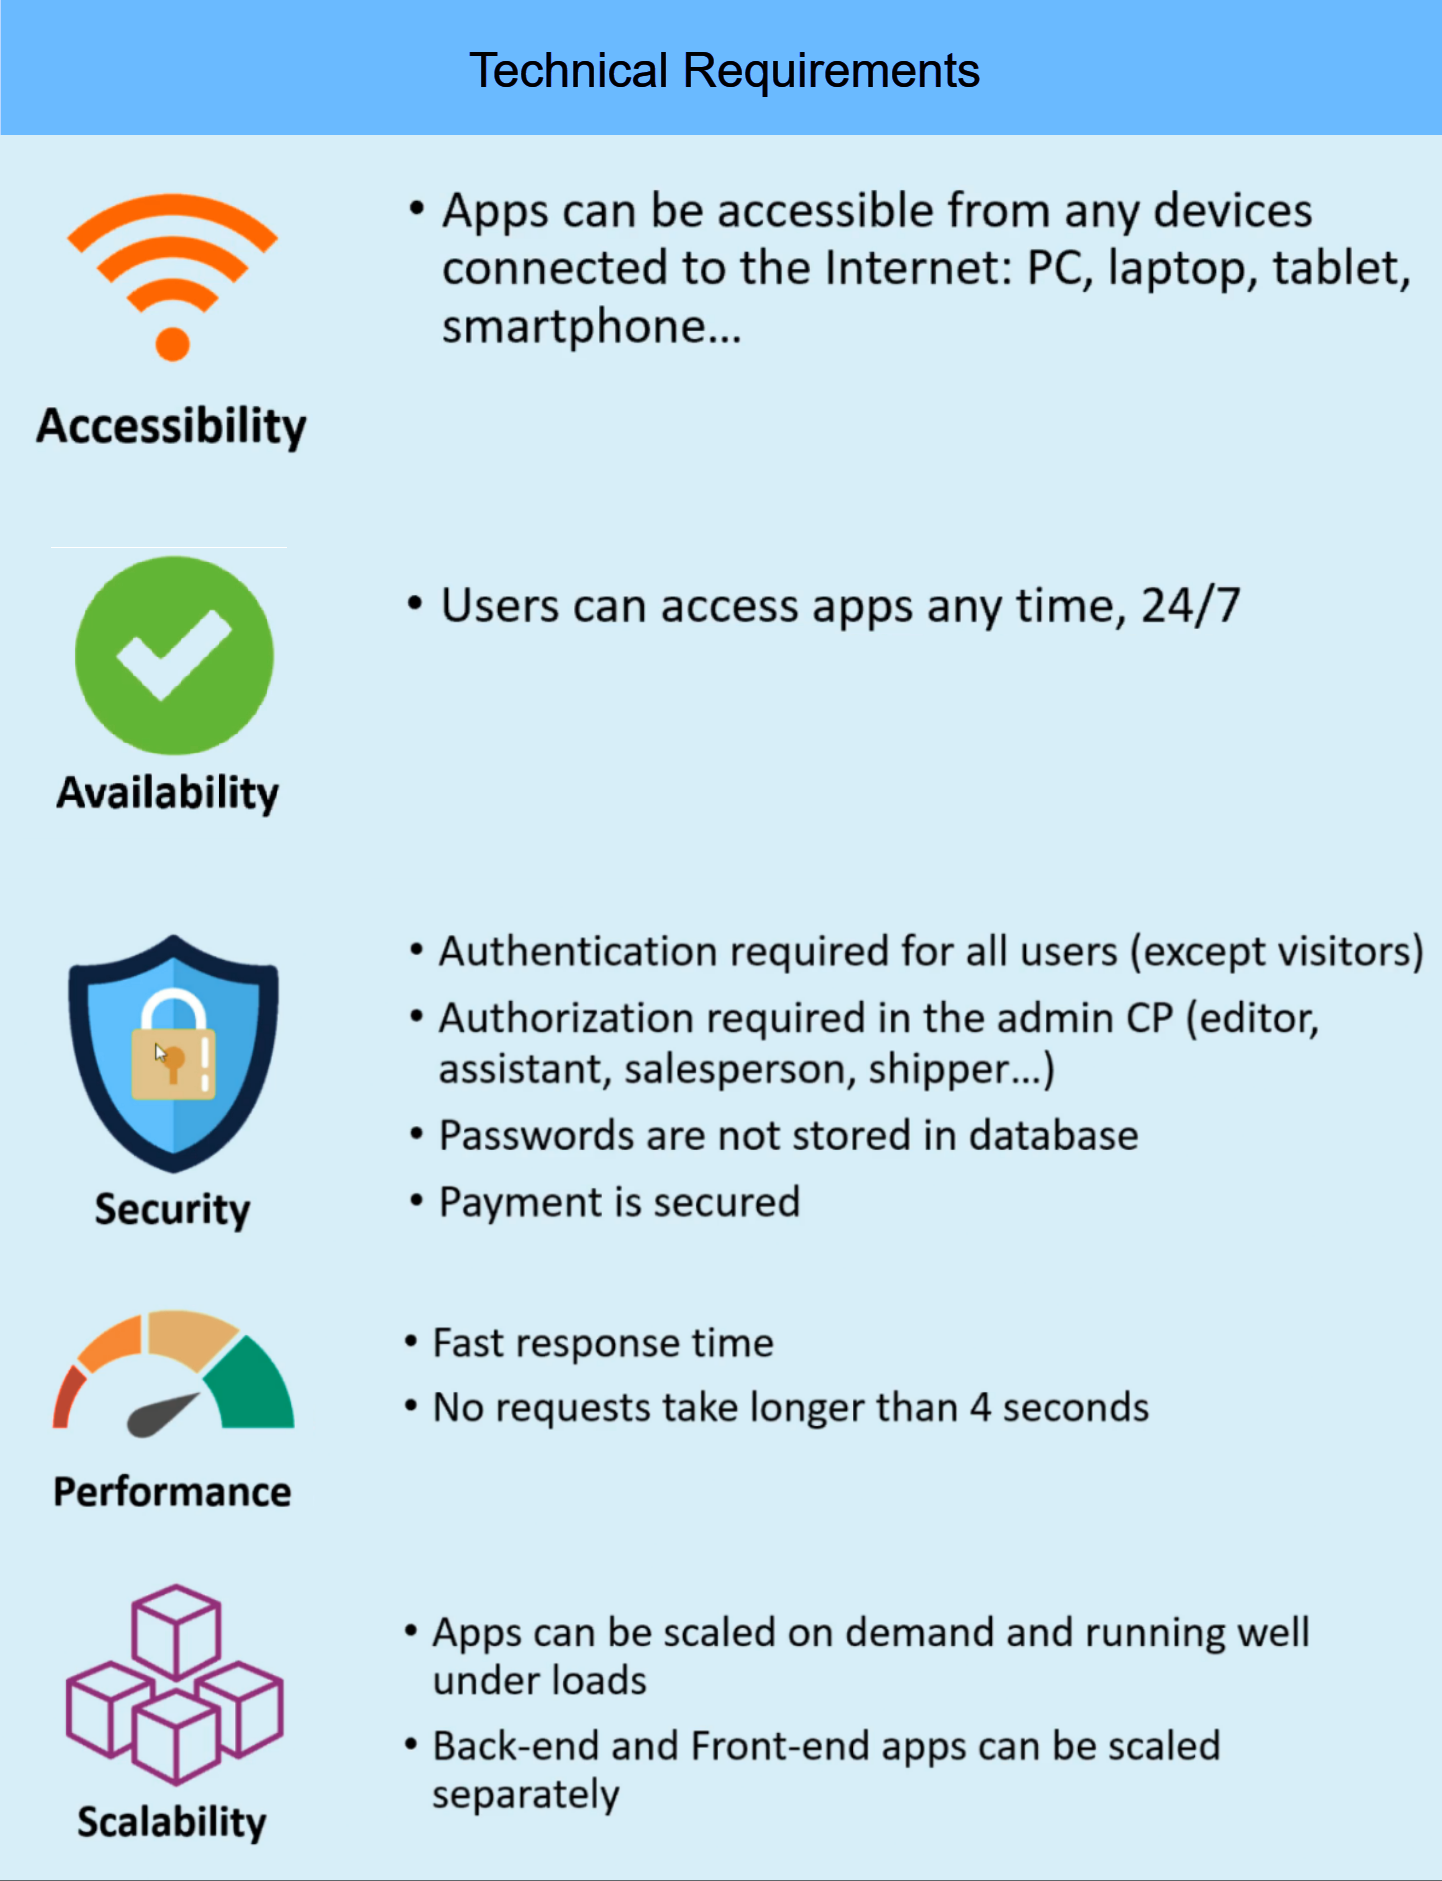 Technical Requirements
• Apps can be accessible from any devices
connected to the Internet: PC, laptop, tablet,
smartphone...
Accessibility
• Users can access apps any time, 24/7
Availability
• Authentication required for all users (except visitors)
• Authorization required in the admin CP (editor,
assistant, salesperson, shipper...)
• Passwords are not stored in database
• Payment is secured
Security
• Fast response time
• No requests take longer than 4 seconds
Performance
• Apps can be scaled on demand and running well
under loads
• Back-end and Front-end apps can be scaled
separately
Scalability